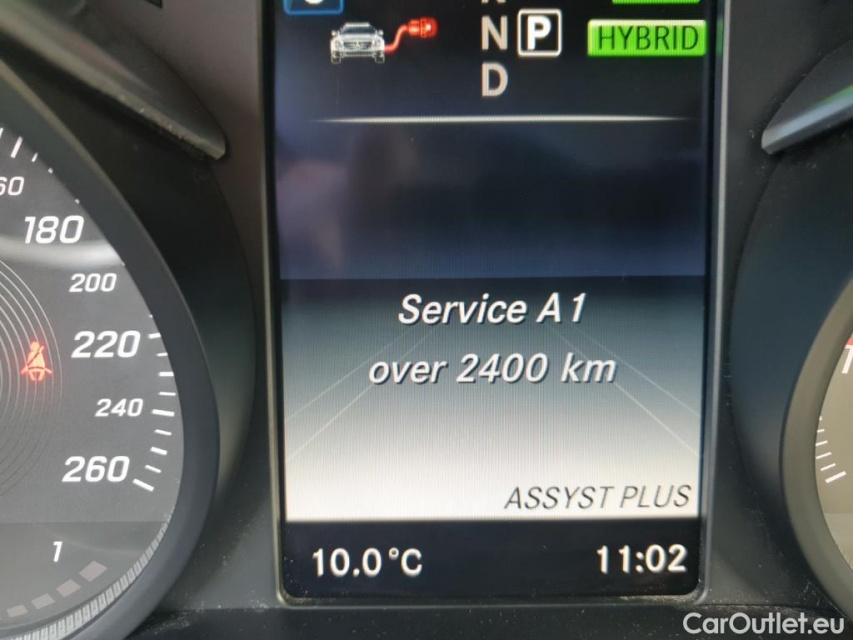 N P HYBRID
D
Service A1
over 2400 km
ASSYST PLUS
10.0°C 11:02
180
200
220
240
260
1
CarOutlet.eu